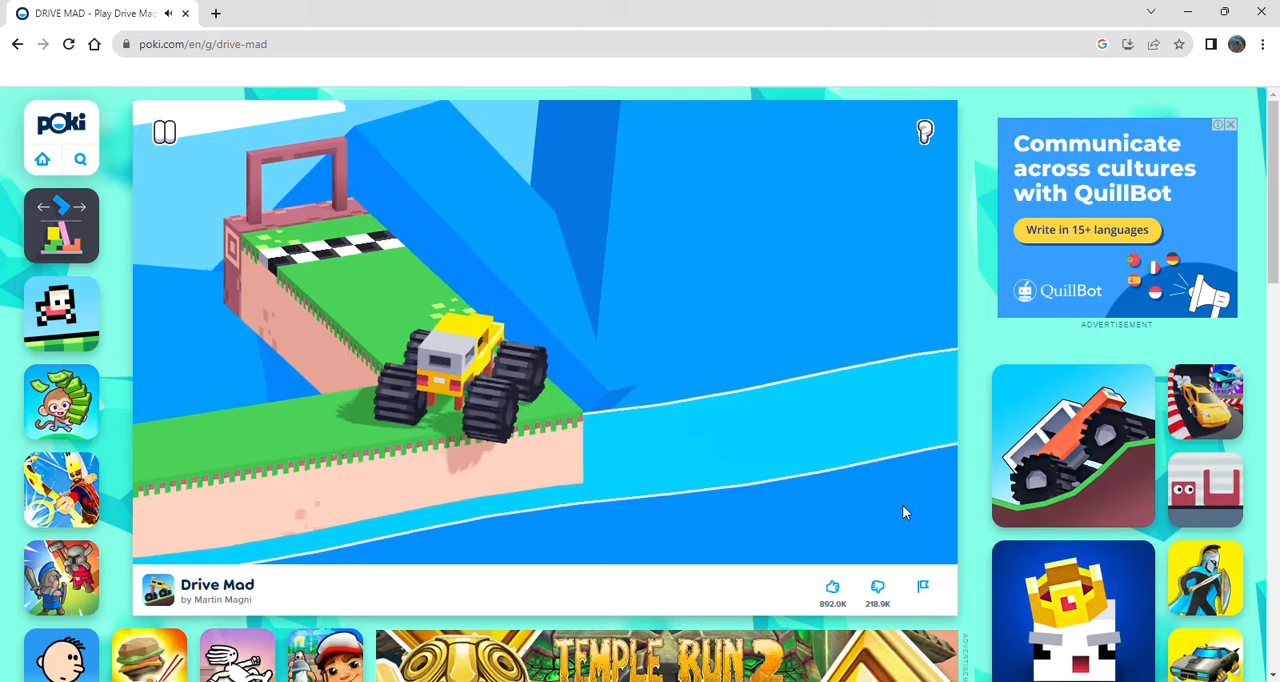 DRIVE MAD - Play Drive Mad
poki.com/en/g/drive-mad
poki
Communicate
across cultures
with QuillBot
Write in 15+ languages
QuillBot
ADVERTISEMENT
Drive Mad
by Martin Magni
892.0K
218.9K
TEMPLE RUN 2